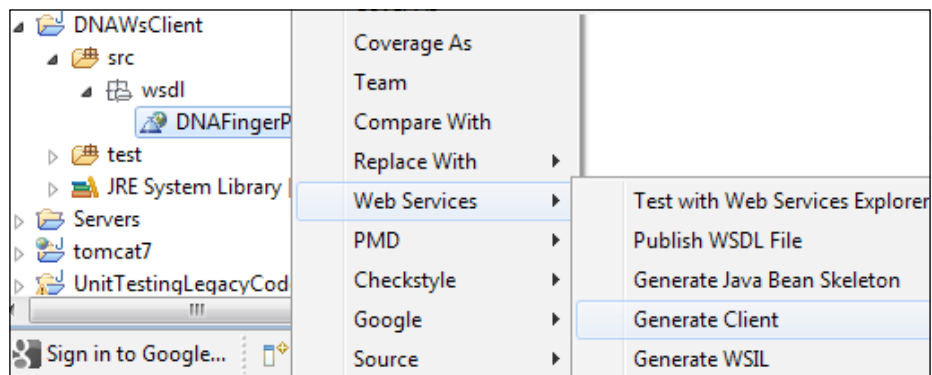 DNAWsClient
src
wsdl
DNAFingerP
test
JRE System Library
Servers
tomcat7
UnitTestingLegacyCod
Sign in to Google...
Coverage As
Team
Compare With
Replace With
Web Services
PMD
Checkstyle
Google
Source
Test with Web Services Explorer
Publish WSDL File
Generate Java Bean Skeleton
Generate Client
Generate WSIL